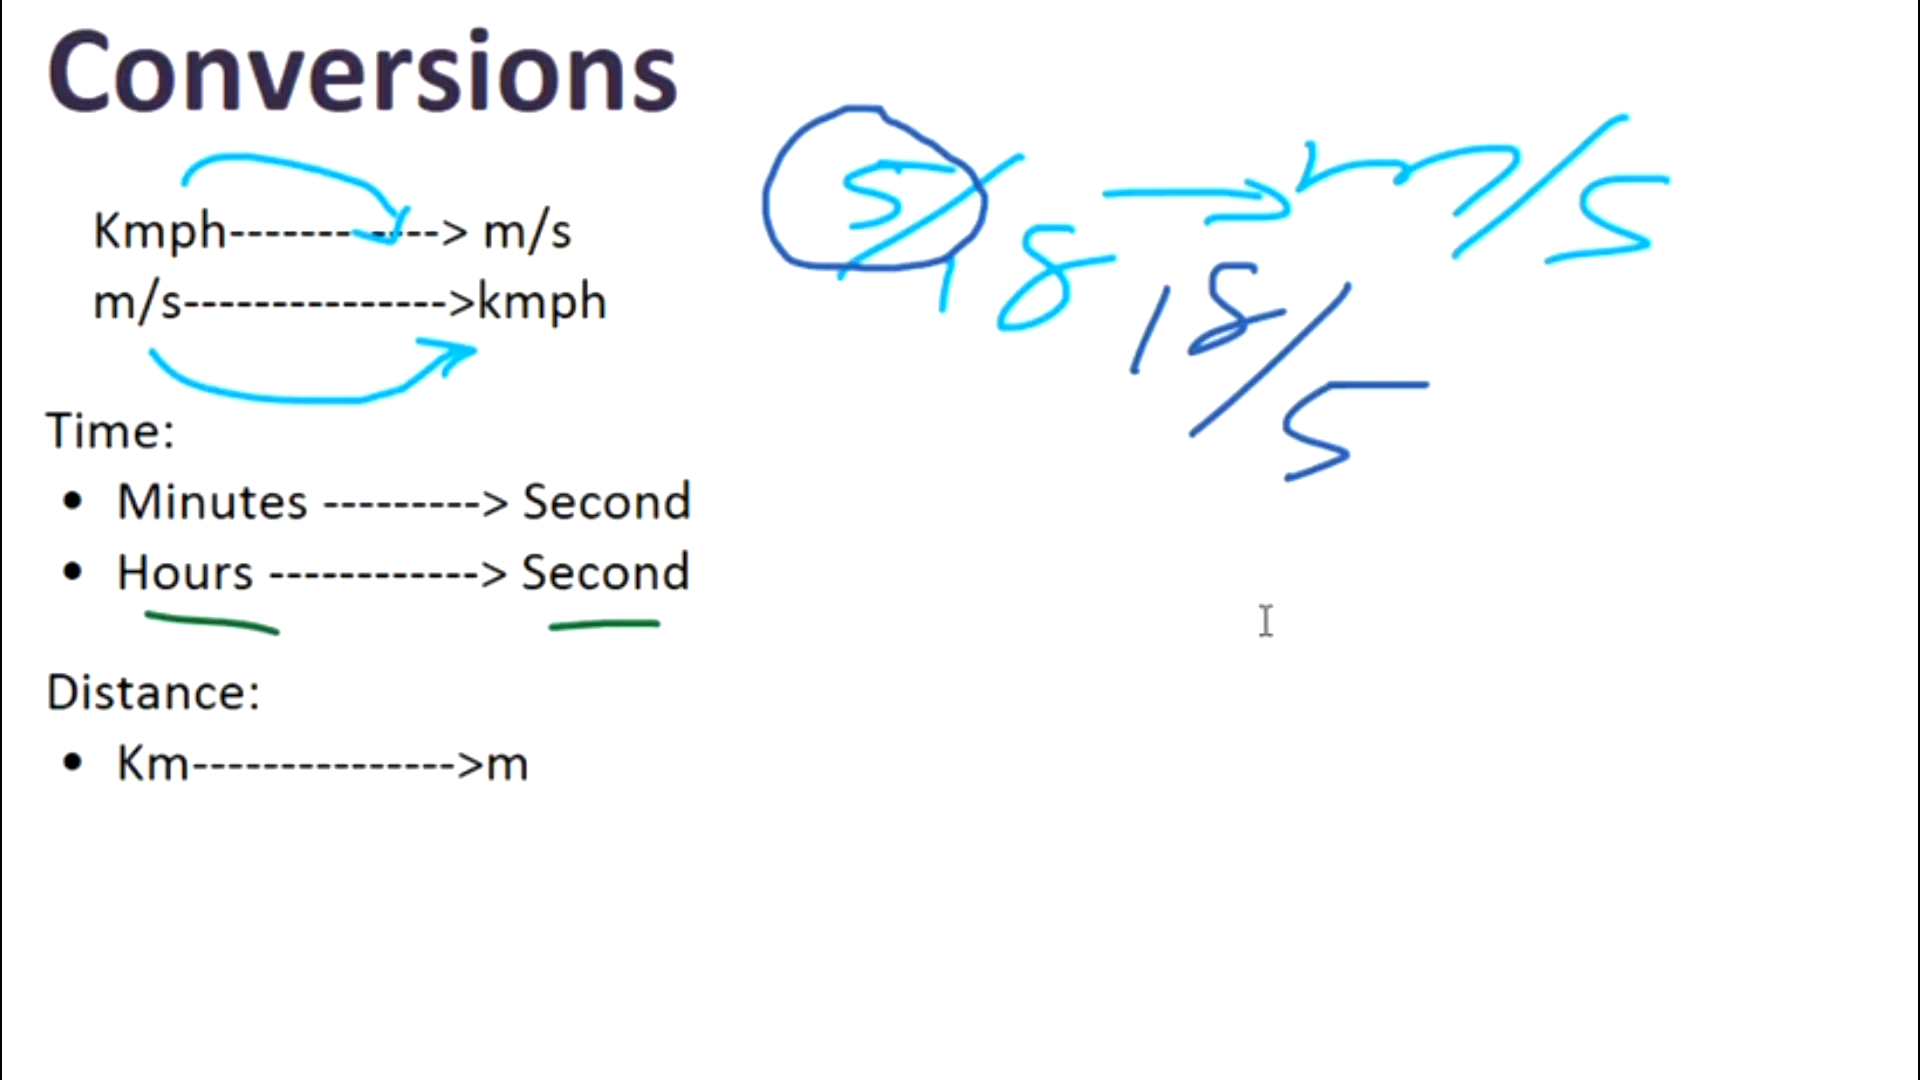 Conversions
5/18 → m/s
Kmph------------> m/s
m/s--------------->kmph
18/5
Time:
• Minutes ---------> Second
• Hours ------------> Second
Distance:
• Km--------------->m